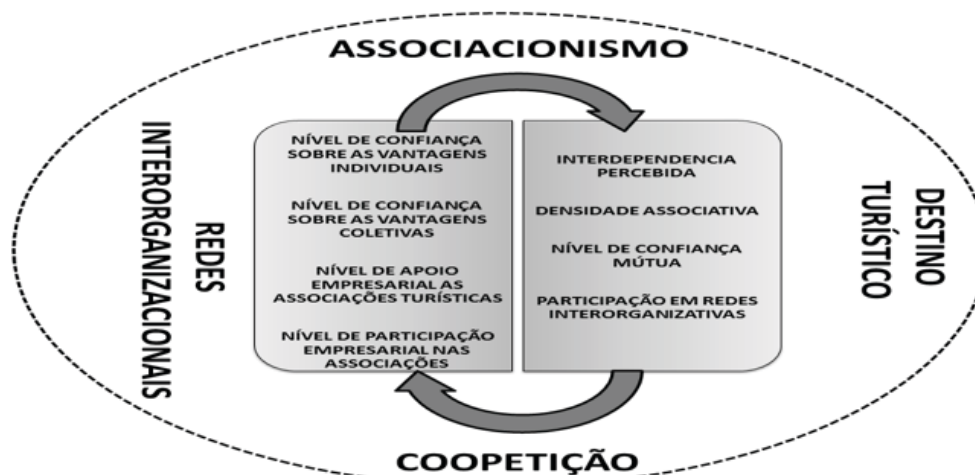 ASSOCIACIONISMO
REDES
INTERORGANIZACIONAIS
NÍVEL DE CONFIANÇA
SOBRE AS VANTAGENS
INDIVIDUAIS
NÍVEL DE CONFIANÇA
SOBRE AS VANTAGENS
COLETIVAS
NÍVEL DE APOIO
EMPRESARIAL AS
ASSOCIAÇÕES TURÍSTICAS
NÍVEL DE PARTICIPAÇÃO
EMPRESARIAL NAS
ASSOCIAÇÕES
INTERDEPENDENCIA
PERCEBIDA
DENSIDADE ASSOCIATIVA
NÍVEL DE CONFIANÇA
MÚTUA
PARTICIPAÇÃO EM REDES
INTERORGANIZATIVAS
DESTINO
TURÍSTICO
COOPETIÇÃO